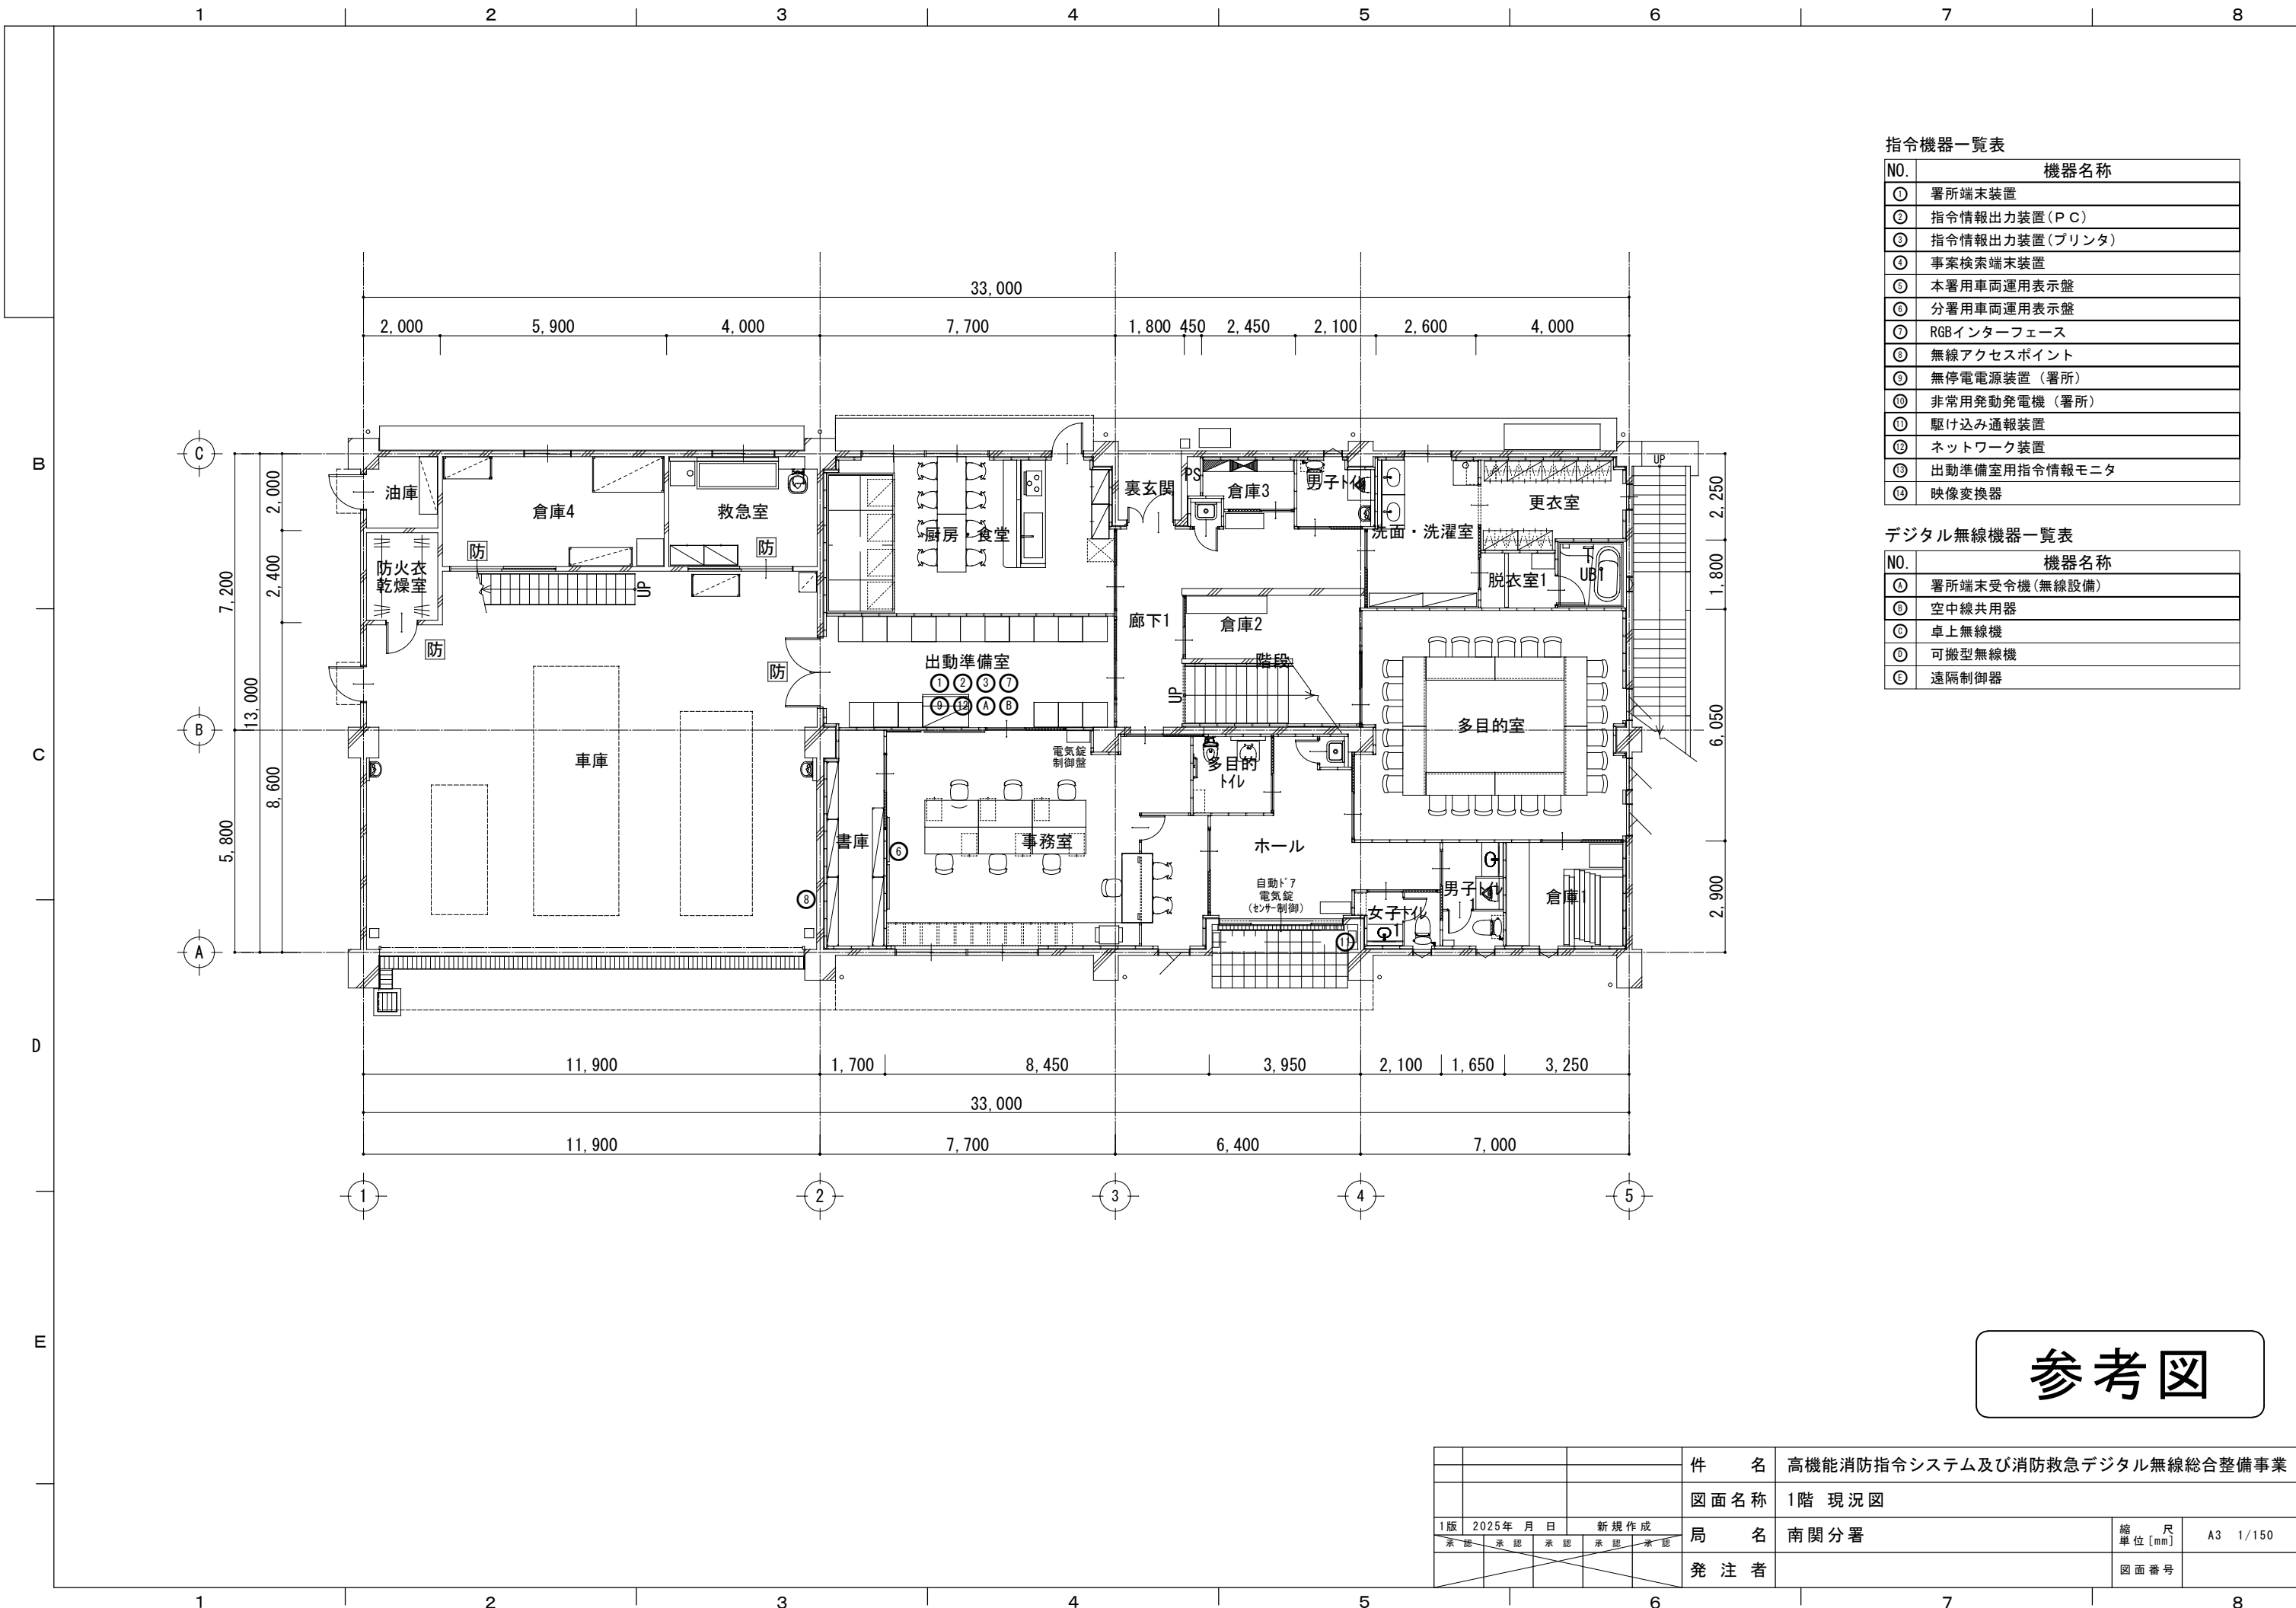 1 2 3 4 5 6 7 8
指令機器一覧表
NO. 機器名称
① 署所端末装置
② 指令情報出力装置(ＰＣ)
③ 指令情報出力装置(プリンタ)
④ 事案検索端末装置
⑤ 本署用車両運用表示盤
⑥ 分署用車両運用表示盤
⑦ RGBインターフェース
⑧ 無線アクセスポイント
⑨ 無停電電源装置（署所）
⑩ 非常用発動発電機（署所）
⑪ 駆け込み通報装置
⑫ ネットワーク装置
⑬ 出動準備室用指令情報モニタ
⑭ 映像変換器
デジタル無線機器一覧表
NO. 機器名称
Ⓐ 署所端末受令機(無線設備)
Ⓑ 空中線共用器
Ⓒ 卓上無線機
Ⓓ 可搬型無線機
Ⓔ 遠隔制御器
33,000
2,000 5,900 4,000 7,700 1,800 450 2,450 2,100 2,600 4,000
B
C
D
E
C
B
A
7,200
5,800
13,000
2,000
2,400
8,600
2,250
1,800
6,050
2,900
油庫
倉庫4
救急室
防火衣
乾燥室
防
防
防
防
UP
厨房・食堂
裏玄関
PS
倉庫3
男子トイレ
洗面・洗濯室
更衣室
脱衣室1
UB1
UP
廊下1
倉庫2
階段
UP
出動準備室
① ② ③ ⑦
⑨ ⑫ Ⓐ Ⓑ
車庫
電気錠
制御盤
多目的
トイレ
多目的室
書庫
⑥
事務室
ホール
⑧
自動ドア
電気錠
(センサー制御)
⑪
女子トイレ
1
男子トイレ
1
倉庫1
11,900 1,700 8,450 3,950 2,100 1,650 3,250
33,000
11,900 7,700 6,400 7,000
1 2 3 4 5
参考図
件名 高機能消防指令システム及び消防救急デジタル無線総合整備事業
図面名称 1階 現況図
1版 2025年 月 日 新規作成
承認 承認 承認 承認 承認
局名 南関分署
縮尺
単位[mm]
A3 1/150
発注者
図面番号
1 2 3 4 5 6 7 8